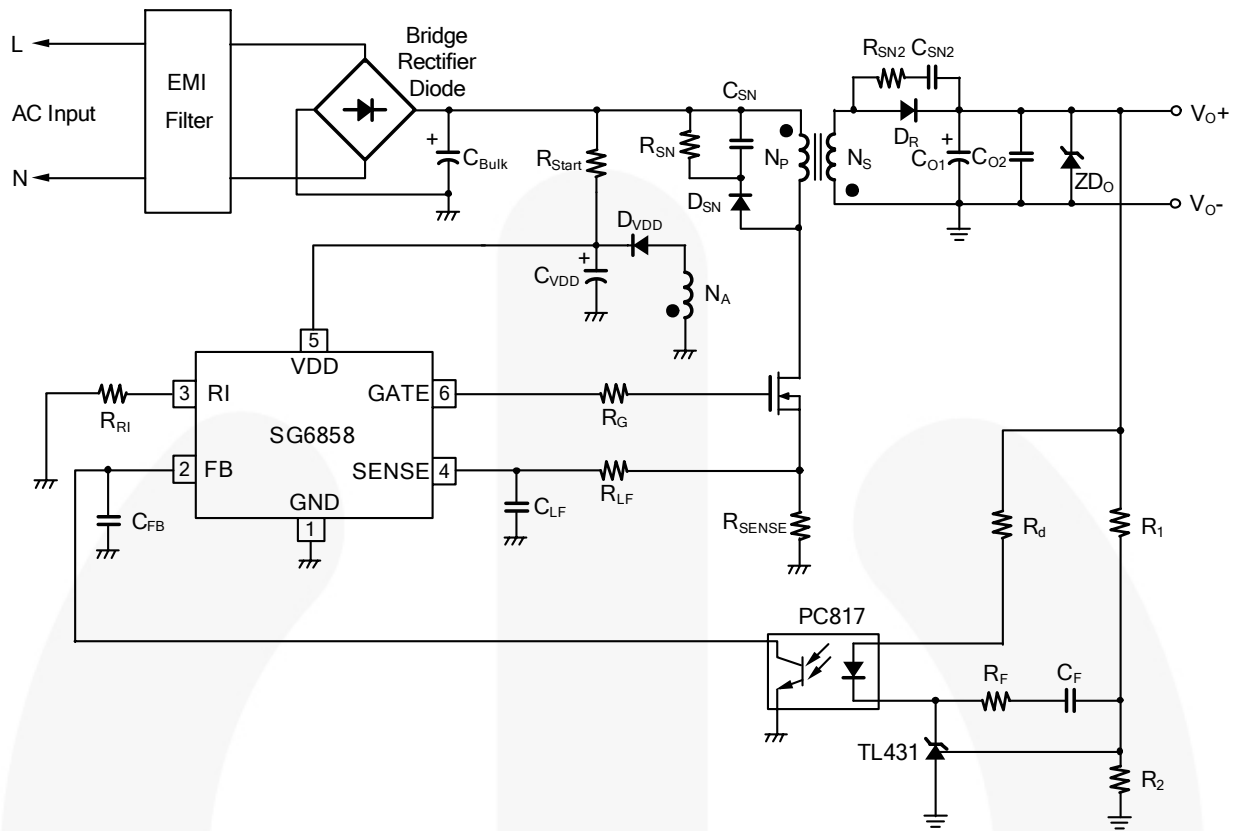 L
AC Input
N
EMI
Filter
Bridge
Rectifier
Diode
+
C_Bulk
R_Start
R_SN
C_SN
D_SN
N_P
N_S
R_SN2 C_SN2
D_R
+
C_O1
C_O2
ZD_O
V_O+
V_O-
D_VDD
+
C_VDD
N_A
5
VDD
3 RI
GATE 6
R_RI
SG6858
R_G
2 FB
SENSE 4
GND
1
C_FB
C_LF
R_LF
R_SENSE
R_d
R_1
PC817
R_F
C_F
TL431
R_2